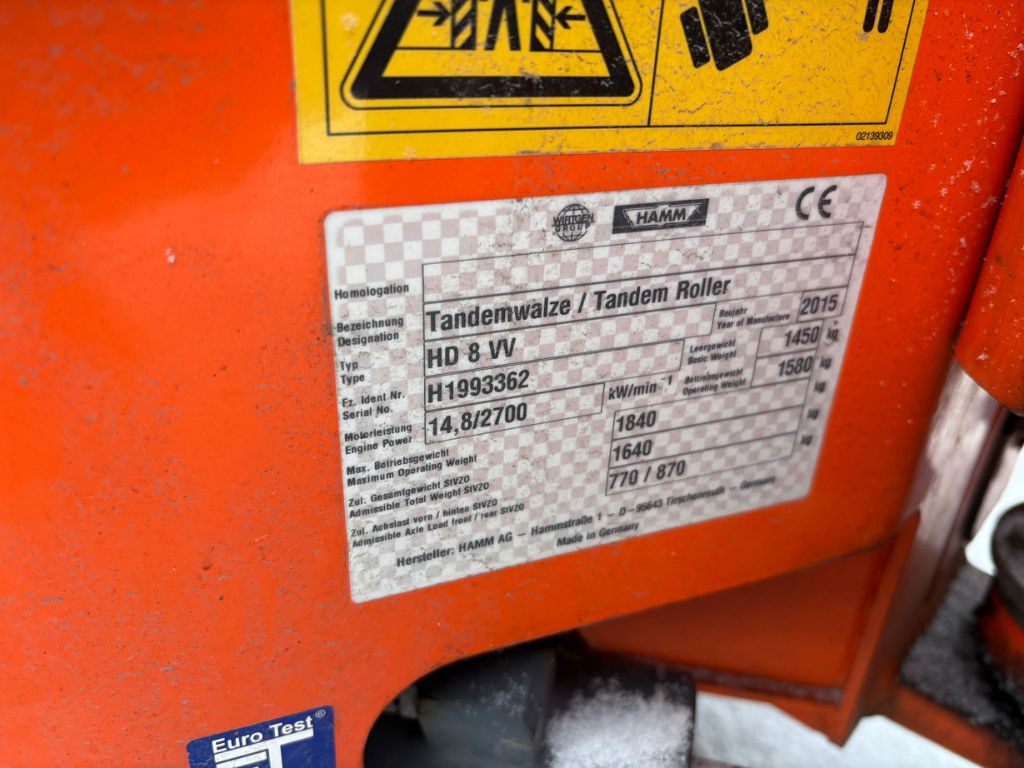 02139309
WIRTGEN
GROUP
HAMM
CE
Homologation
Bezeichnung
Designation
Tandemwalze / Tandem Roller
Typ
Type
HD 8 VV
Baujahr
Year of Manufacture
2015
Fz. Ident Nr.
Serial No.
H1993362
Leergewicht
Basic Weight
1450 kg
Motorleistung
Engine Power
14,8/2700 kW/min⁻¹
Betriebsgewicht
Operating Weight
1580 kg
Max. Betriebsgewicht
Maximum Operating Weight
1840 kg
Zul. Gesamtgewicht StVZO
Admissible Total Weight StVZO
1640 kg
Zul. Achslast vorn / hinten StVZO
Admissible Axle Load front / rear StVZO
770 / 870 kg
Hersteller: HAMM AG – Hammstraße 1 – D-95643 Tirschenreuth – Germany
Made in Germany
Euro Test®